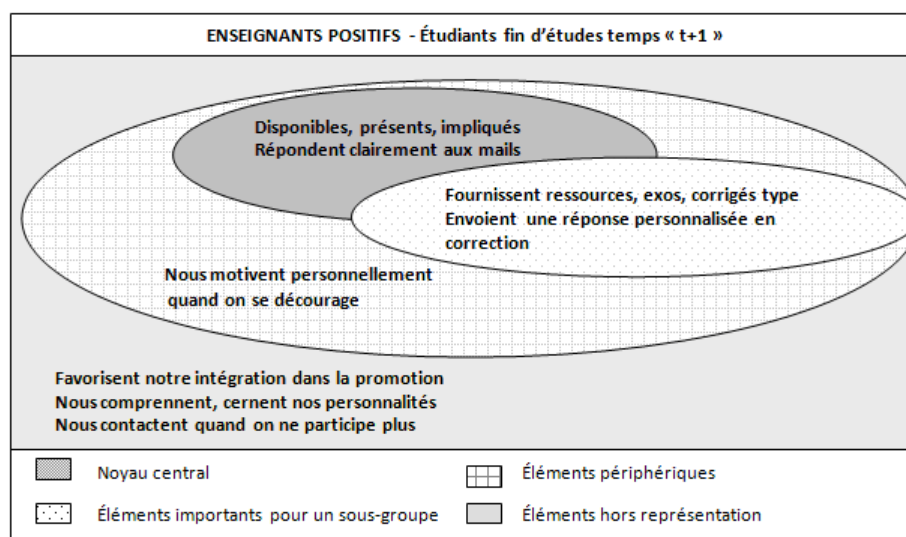 ENSEIGNANTS POSITIFS - Étudiants fin d'études temps « t+1 »
Disponibles, présents, impliqués
Répondent clairement aux mails
Fournissent ressources, exos, corrigés type
Envoient une réponse personnalisée en
correction
Nous motivent personnellement
quand on se décourage
Favorisent notre intégration dans la promotion
Nous comprennent, cernent nos personnalités
Nous contactent quand on ne participe plus
Noyau central
Éléments périphériques
Éléments importants pour un sous-groupe
Éléments hors représentation